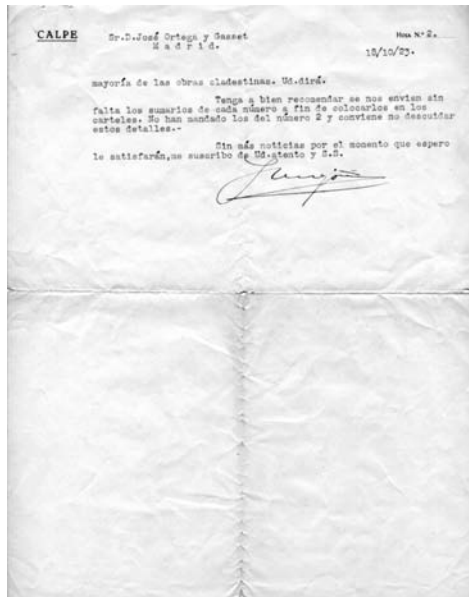 CALPE
Sr.D.José Ortega y Gasset
Madrid.
Hoja N.º 2.
18/10/23.
mayoría de las obras cladestinas. Ud.dirá.
Tenga a bien recomendar se nos envien sin
falta los sumarios de cada número a fin de colocarlos en los
carteles. No han mandado los del número 2 y conviene no descuidar
estos detalles.-
Sin más noticias por el momento que espero
le satisfarán,me suscribo de Ud.atento y S.S.